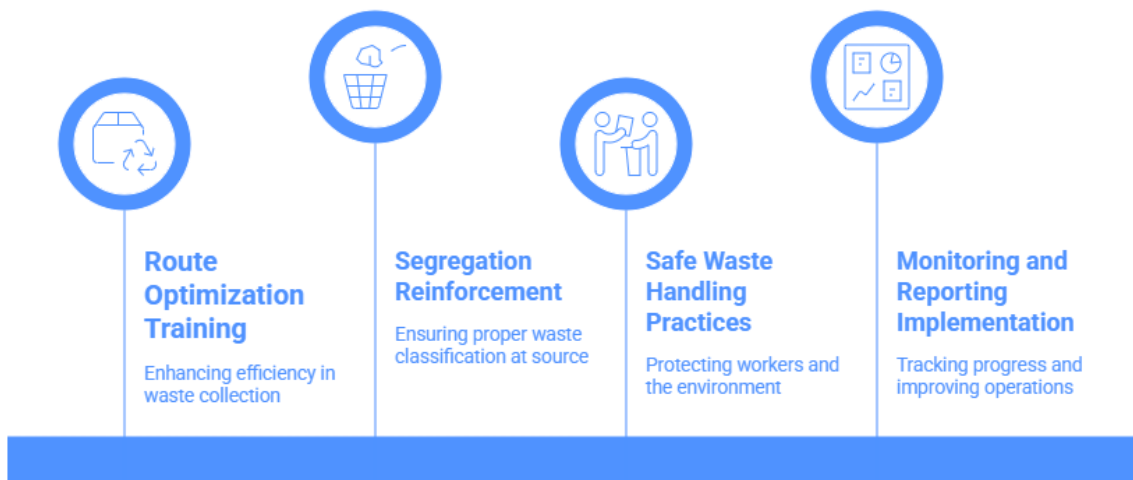 Route
Optimization
Training
Enhancing efficiency in
waste collection
Segregation
Reinforcement
Ensuring proper waste
classification at source
Safe Waste
Handling
Practices
Protecting workers and
the environment
Monitoring and
Reporting
Implementation
Tracking progress and
improving operations